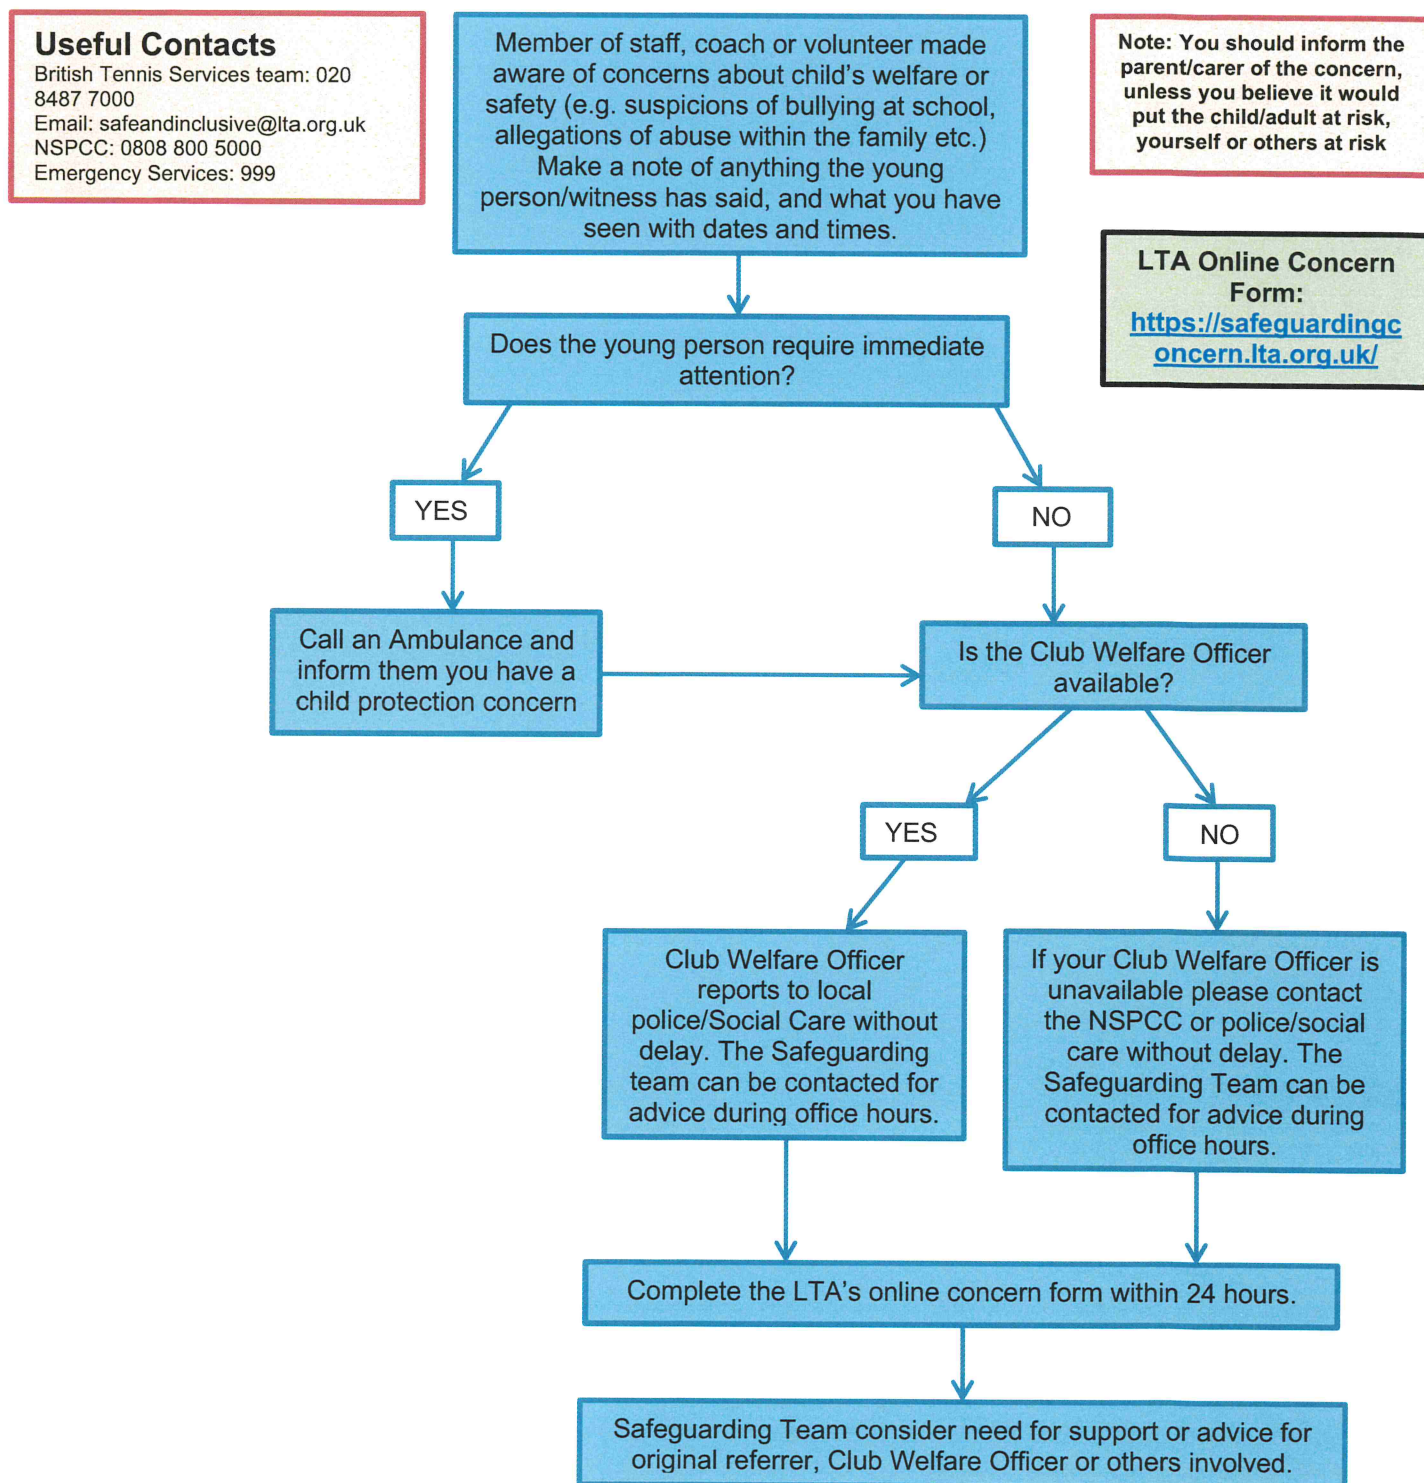 Useful Contacts
British Tennis Services team: 020
8487 7000
Email: safeandinclusive@lta.org.uk
NSPCC: 0808 800 5000
Emergency Services: 999
Member of staff, coach or volunteer made
aware of concerns about child's welfare or
safety (e.g. suspicions of bullying at school,
allegations of abuse within the family etc.)
Make a note of anything the young
person/witness has said, and what you have
seen with dates and times.
Note: You should inform the
parent/carer of the concern,
unless you believe it would
put the child/adult at risk,
yourself or others at risk
LTA Online Concern
Form:
https://safeguardingc
oncern.lta.org.uk/
Does the young person require immediate
attention?
YES
NO
Call an Ambulance and
inform them you have a
child protection concern
Is the Club Welfare Officer
available?
YES
NO
Club Welfare Officer
reports to local
police/Social Care without
delay. The Safeguarding
team can be contacted for
advice during office hours.
If your Club Welfare Officer is
unavailable please contact
the NSPCC or police/social
care without delay. The
Safeguarding Team can be
contacted for advice during
office hours.
Complete the LTA's online concern form within 24 hours.
Safeguarding Team consider need for support or advice for
original referrer, Club Welfare Officer or others involved.